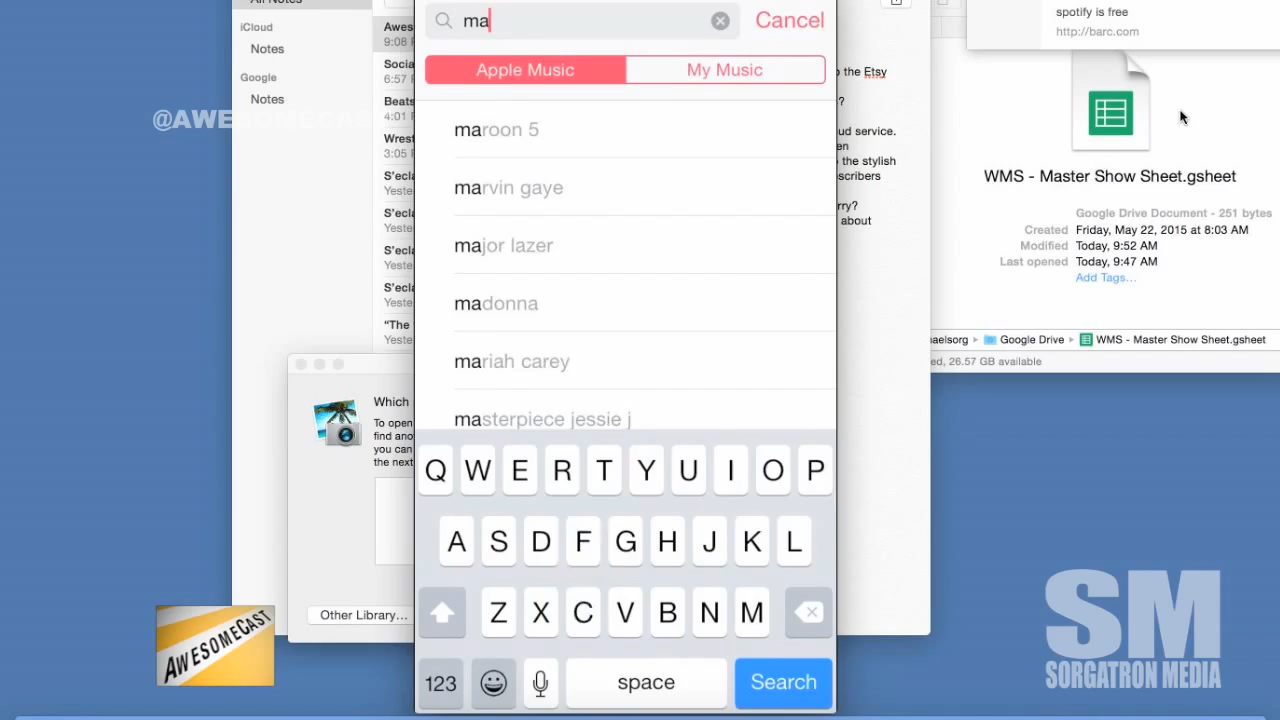 All Notes
iCloud
Notes
Google
Notes
Awes
9:08 P
Socia
6:57 P
Beats
4:01 P
Wrest
3:05 P
S'ecla
Yeste
S'ecla
Yeste
S'ecla
Yeste
S'ecla
Yeste
"The
Yeste
@AWESOMECAST
ma
Cancel
Apple Music
My Music
maroon 5
marvin gaye
major lazer
madonna
mariah carey
masterpiece jessie j
Q W E R T Y U I O P
A S D F G H J K L
Z X C V B N M
123
space
Search
the Etsy
?
ud service.
en
the stylish
scribers
rry?
about
spotify is free
http://barc.com
WMS - Master Show Sheet.gsheet
Google Drive Document - 251 bytes
Created Friday, May 22, 2015 at 8:03 AM
Modified Today, 9:52 AM
Last opened Today, 9:47 AM
Add Tags…
haelsorg ▸ Google Drive ▸ WMS - Master Show Sheet.gsheet
ed, 26.57 GB available
Which
To open
find ano
you can
the next
Other Library...
AWESOMECAST
SM
SORGATRON MEDIA